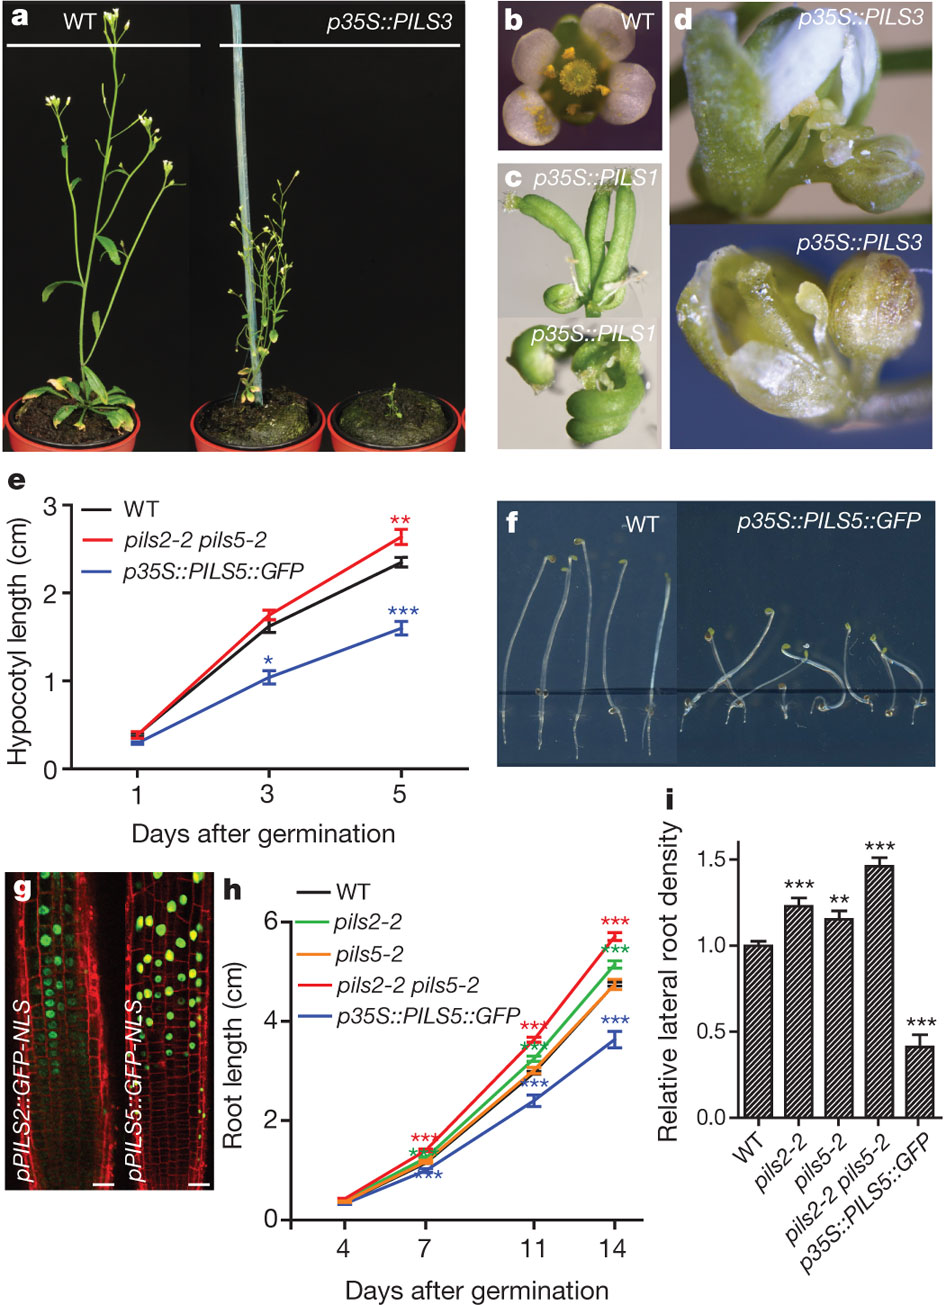 a
WT
p35S::PILS3
b
WT
c
p35S::PILS1
p35S::PILS1
d
p35S::PILS3
p35S::PILS3
e
Hypocotyl length (cm)
3
2
1
0
WT
pils2-2 pils5-2
p35S::PILS5::GFP
**
*
***
1
3
5
Days after germination
f
WT
p35S::PILS5::GFP
g
pPILS2::GFP-NLS
pPILS5::GFP-NLS
h
Root length (cm)
6
4
2
0
WT
pils2-2
pils5-2
pils2-2 pils5-2
p35S::PILS5::GFP
***
***
***
***
***
***
***
***
***
4
7
11
14
Days after germination
i
Relative lateral root density
1.5
1.0
0.5
0.0
***
**
***
***
WT
pils2-2
pils5-2
pils2-2 pils5-2
p35S::PILS5::GFP